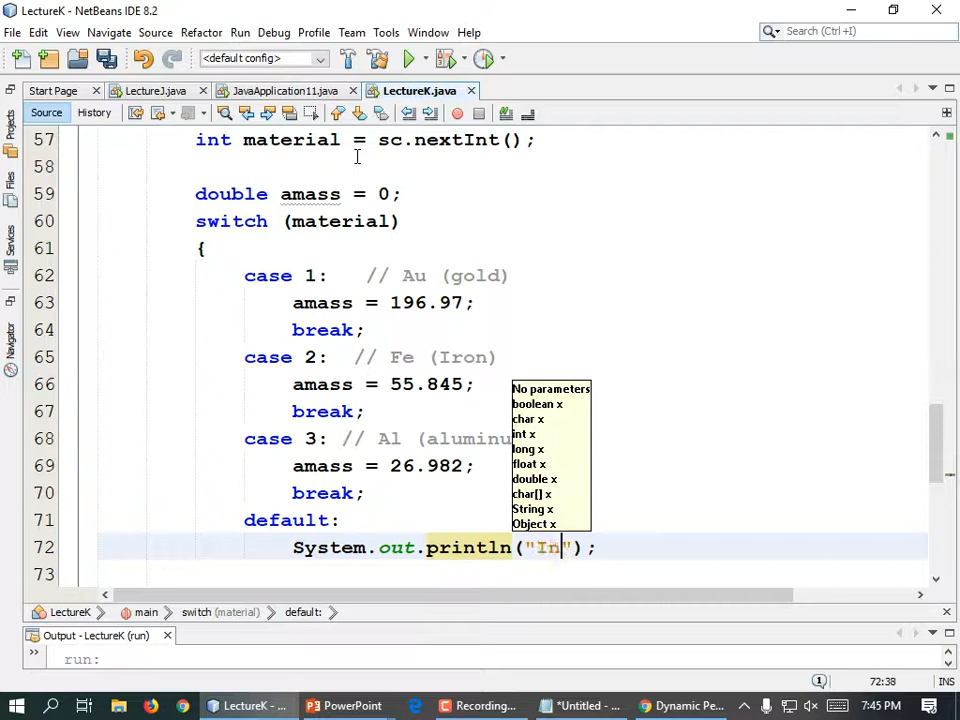 LectureK - NetBeans IDE 8.2
File Edit View Navigate Source Refactor Run Debug Profile Team Tools Window Help
Search (Ctrl+I)
<default config>
Start Page LectureJ.java JavaApplication11.java LectureK.java
Source History
Projects
Files
Services
Navigator
57 int material = sc.nextInt();
58
59 double amass = 0;
60 switch (material)
61 {
62 case 1: // Au (gold)
63 amass = 196.97;
64 break;
65 case 2: // Fe (Iron)
66 amass = 55.845;
67 break;
68 case 3: // Al (aluminu
69 amass = 26.982;
70 break;
71 default:
72 System.out.println("In");
73
No parameters
boolean x
char x
int x
long x
float x
double x
char[] x
String x
Object x
LectureK main switch (material) default:
Output - LectureK (run)
run:
1 72:38 INS
LectureK - ... PowerPoint Recording... *Untitled - ... Dynamic Pe... 7:45 PM